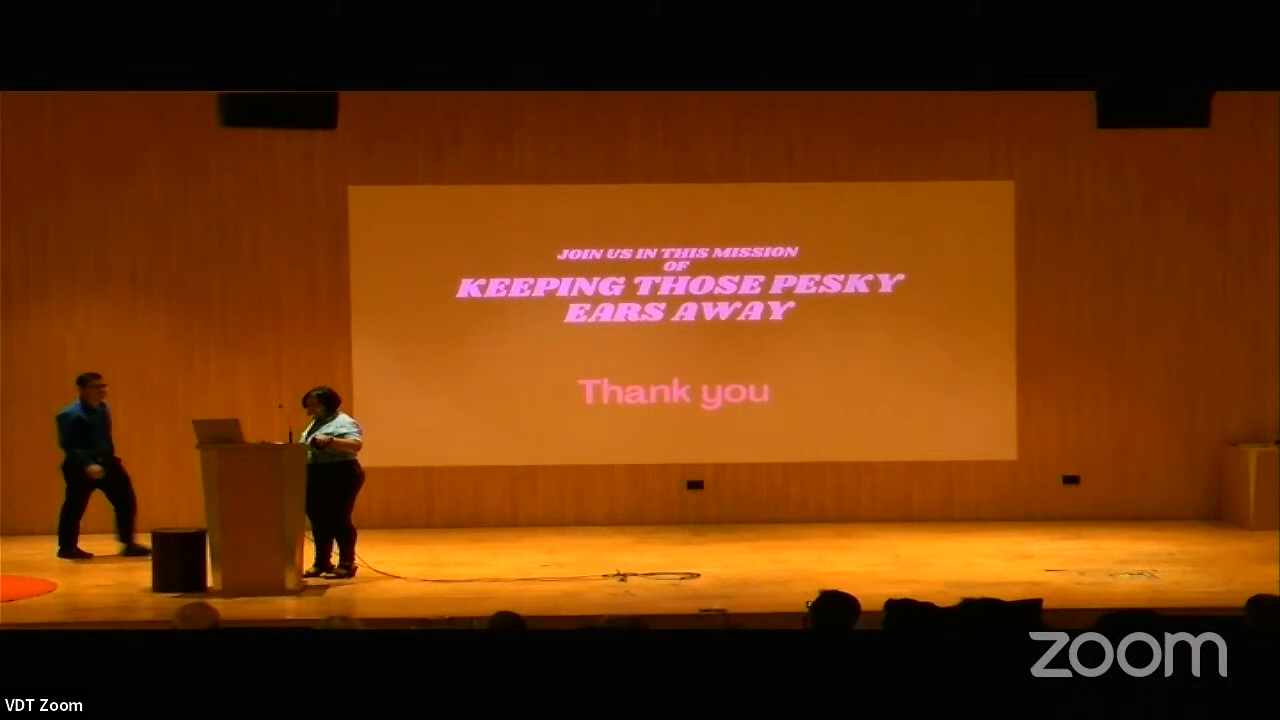 JOIN US IN THIS MISSION
OF
KEEPING THOSE PESKY
EARS AWAY
Thank you
zoom
VDT Zoom